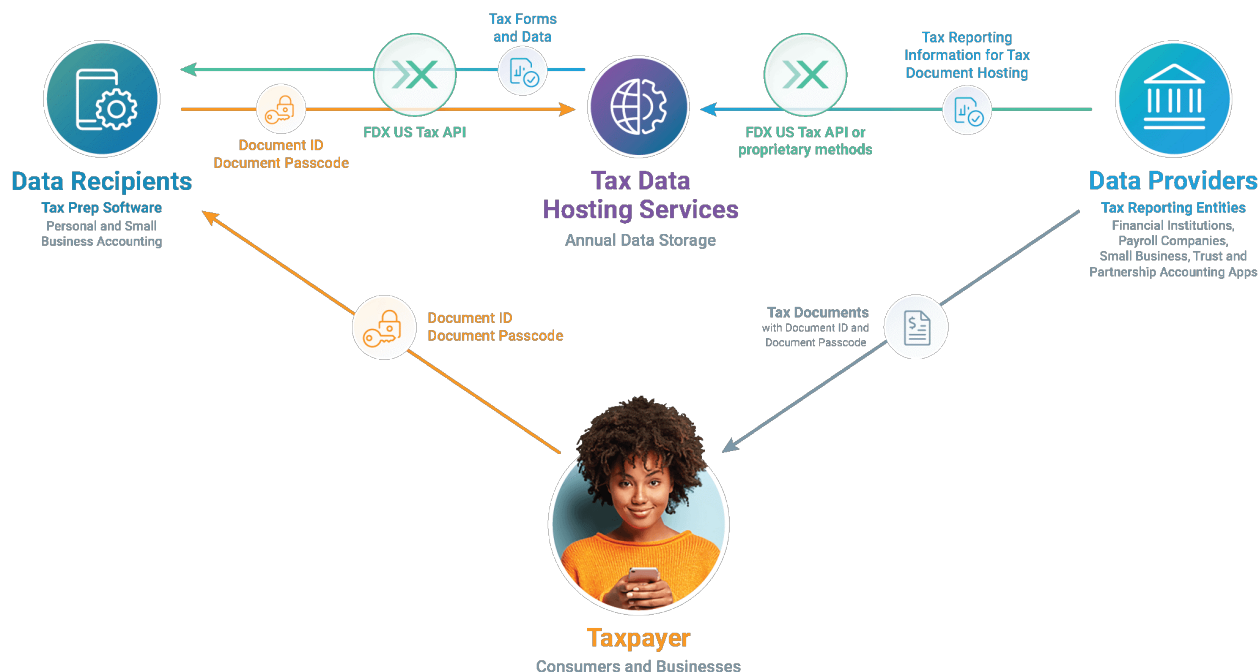 Tax Forms
and Data
FDX US Tax API
Document ID
Document Passcode
Tax Reporting
Information for Tax
Document Hosting
FDX US Tax API or
proprietary methods
Data Recipients
Tax Prep Software
Personal and Small
Business Accounting
Tax Data
Hosting Services
Annual Data Storage
Data Providers
Tax Reporting Entities
Financial Institutions,
Payroll Companies,
Small Business, Trust and
Partnership Accounting Apps
Document ID
Document Passcode
Tax Documents
with Document ID and
Document Passcode
Taxpayer
Consumers and Businesses